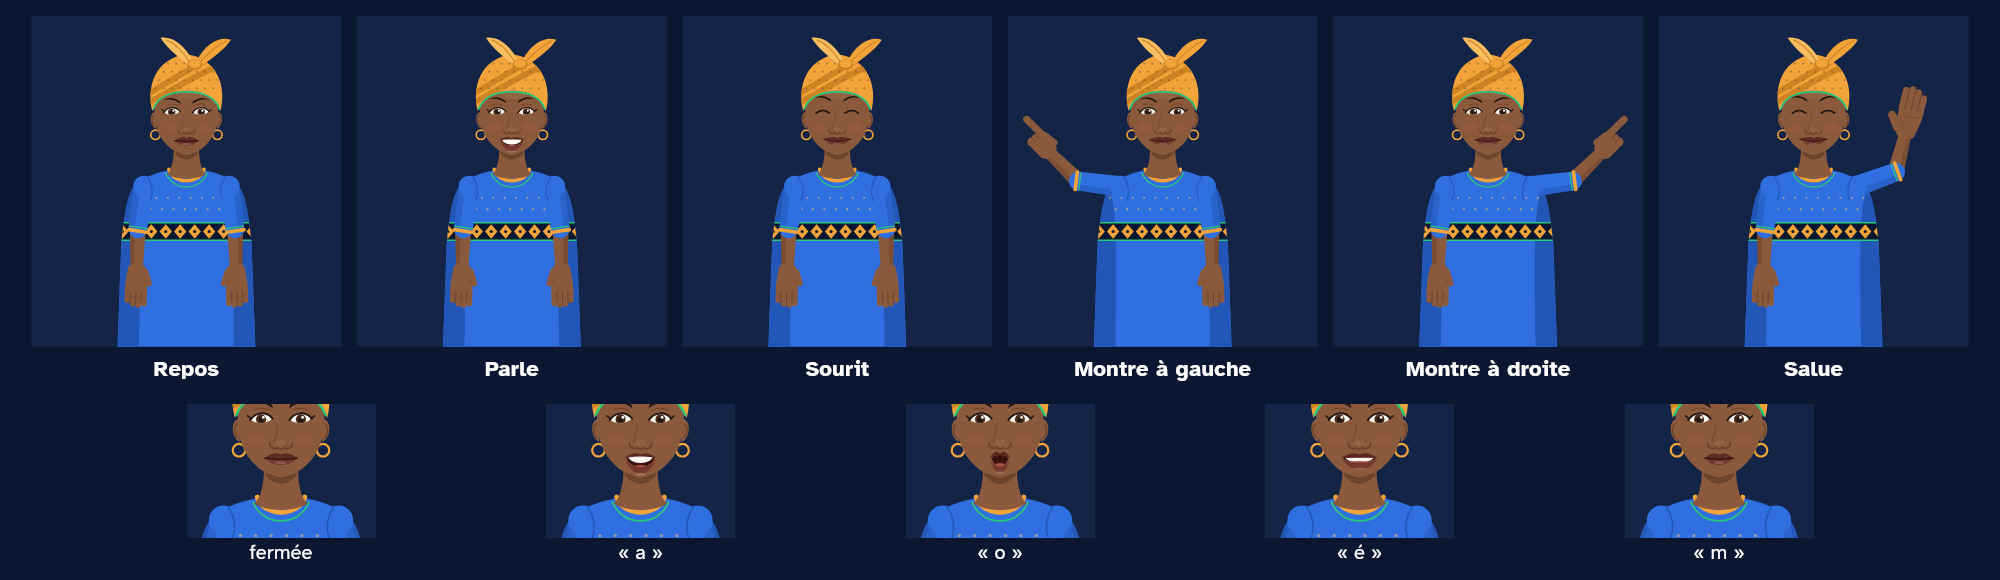 Repos
Parle
Sourit
Montre à gauche
Montre à droite
Salue
fermée
« a »
« o »
« é »
« m »